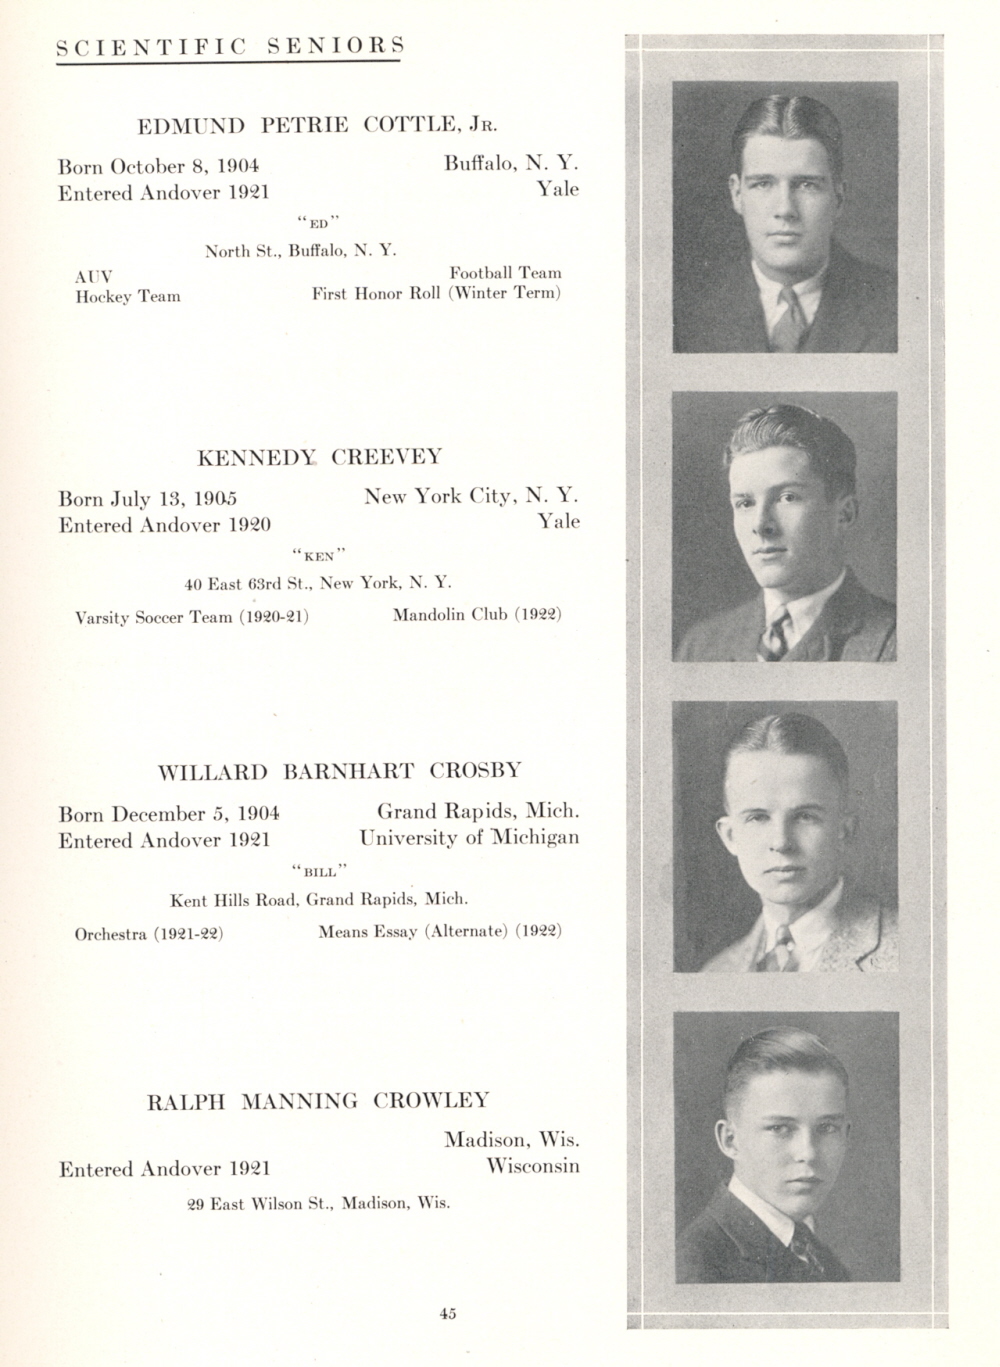 SCIENTIFIC SENIORS
EDMUND PETRIE COTTLE, JR.
Born October 8, 1904 Buffalo, N. Y.
Entered Andover 1921 Yale
"ED"
North St., Buffalo, N. Y.
AUV Football Team
Hockey Team First Honor Roll (Winter Term)
KENNEDY CREEVEY
Born July 13, 1905 New York City, N. Y.
Entered Andover 1920 Yale
"KEN"
40 East 63rd St., New York, N. Y.
Varsity Soccer Team (1920-21) Mandolin Club (1922)
WILLARD BARNHART CROSBY
Born December 5, 1904 Grand Rapids, Mich.
Entered Andover 1921 University of Michigan
"BILL"
Kent Hills Road, Grand Rapids, Mich.
Orchestra (1921-22) Means Essay (Alternate) (1922)
RALPH MANNING CROWLEY
Madison, Wis.
Entered Andover 1921 Wisconsin
29 East Wilson St., Madison, Wis.
45